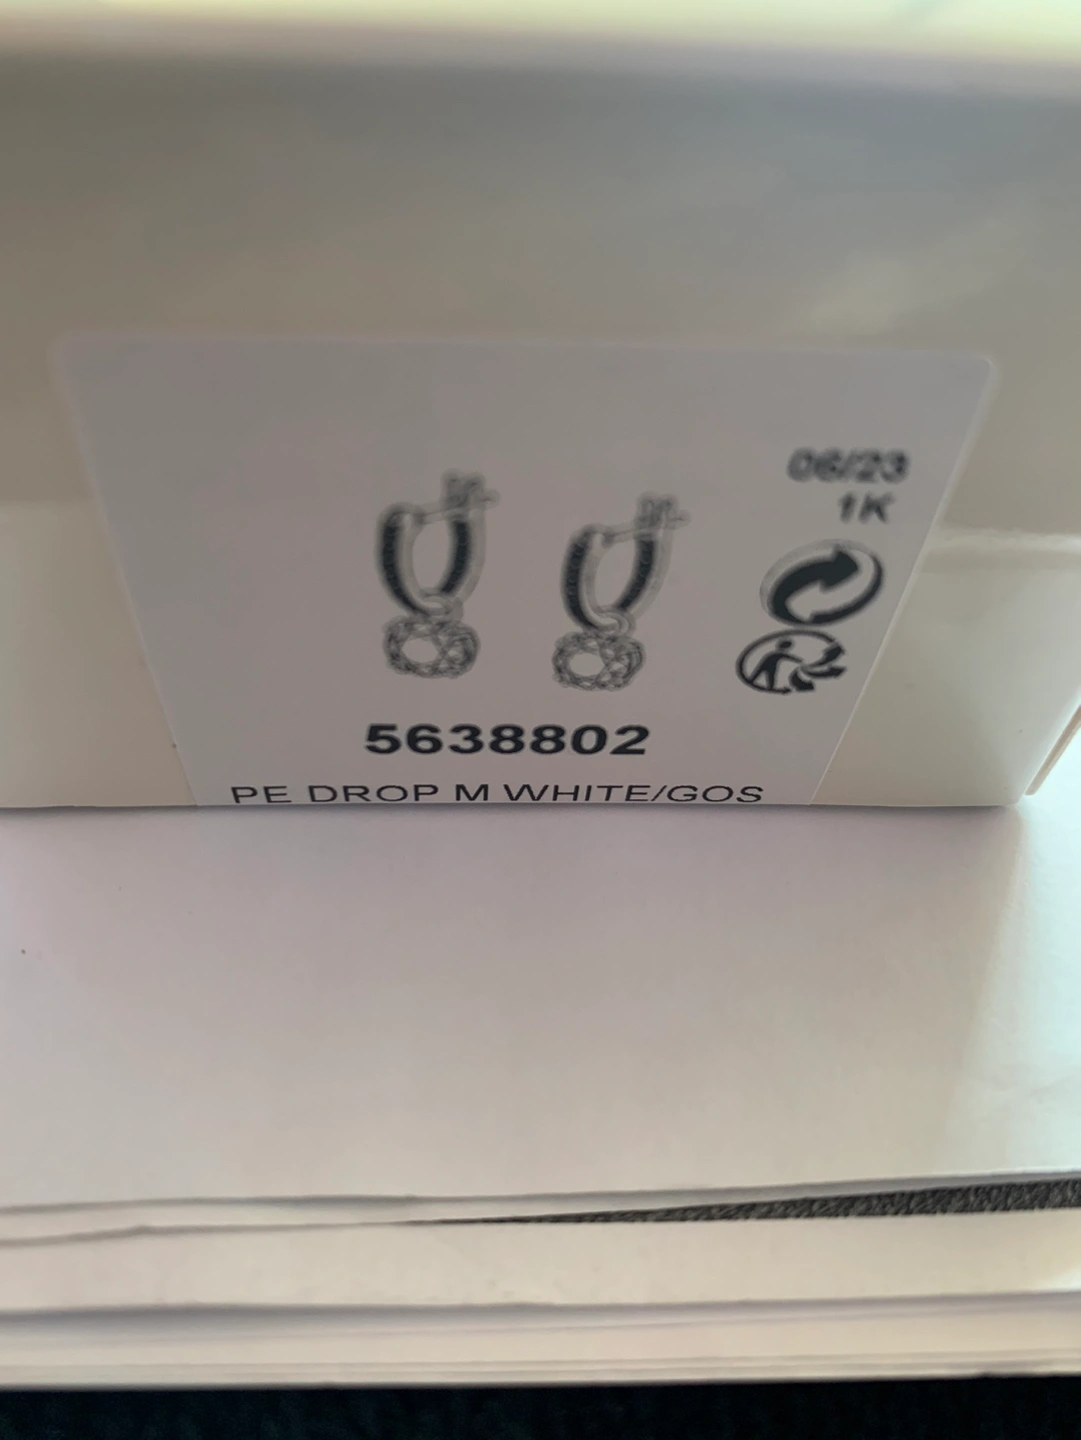 06/23
1K
5638802
PE DROP M WHITE/GOS